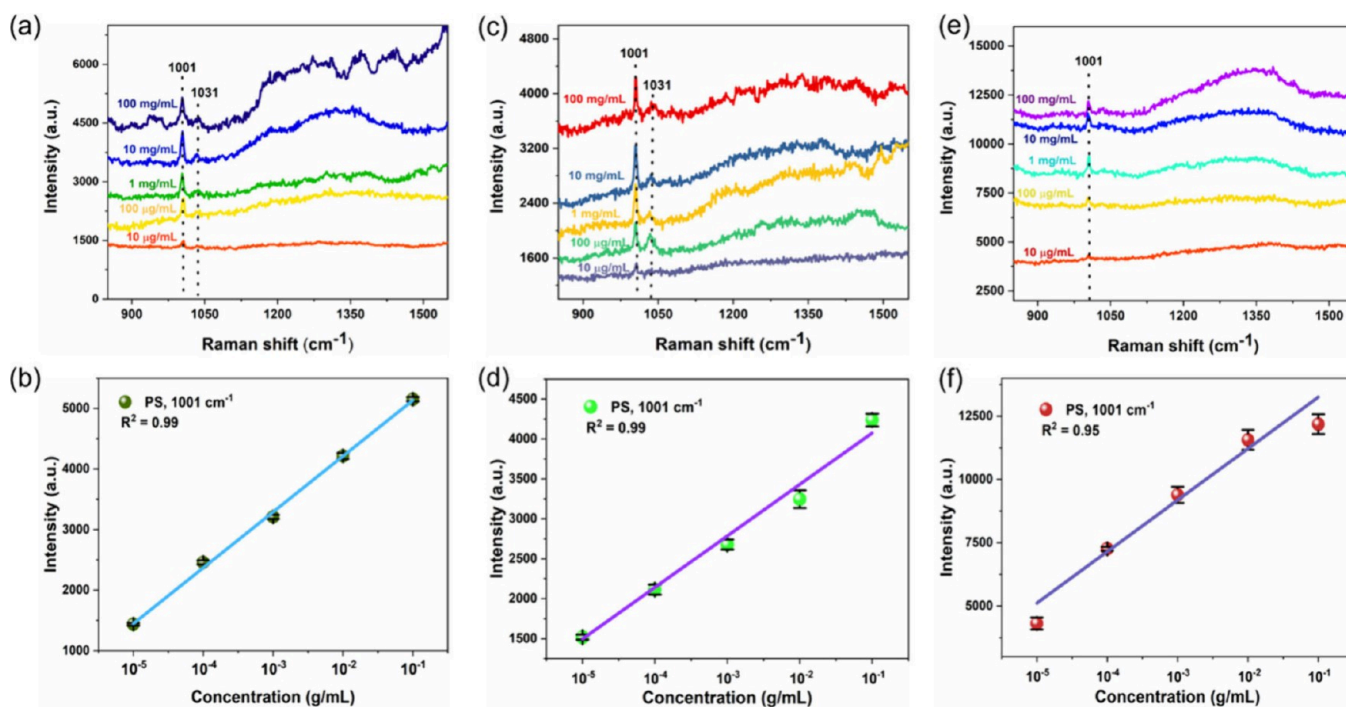 (a)
6000
4500
3000
1500
0
Intensity (a.u.)
1001
1031
100 mg/mL
10 mg/mL
1 mg/mL
100 µg/mL
10 µg/mL
900
1050
1200
1350
1500
Raman shift (cm⁻¹)
(c)
4800
4000
3200
2400
1600
Intensity (a.u.)
1001
1031
100 mg/mL
10 mg/mL
1 mg/mL
100 µg/mL
10 µg/mL
900
1050
1200
1350
1500
Raman shift (cm⁻¹)
(e)
15000
12500
10000
7500
5000
2500
Intensity (a.u.)
1001
100 mg/mL
10 mg/mL
1 mg/mL
100 µg/mL
10 µg/mL
900
1050
1200
1350
1500
Raman shift (cm⁻¹)
(b)
5000
4000
3000
2000
1000
Intensity (a.u.)
PS, 1001 cm⁻¹
R² = 0.99
10⁻⁵
10⁻⁴
10⁻³
10⁻²
10⁻¹
Concentration (g/mL)
(d)
4500
4000
3500
3000
2500
2000
1500
Intensity (a.u.)
PS, 1001 cm⁻¹
R² = 0.99
10⁻⁵
10⁻⁴
10⁻³
10⁻²
10⁻¹
Concentration (g/mL)
(f)
12500
10000
7500
5000
Intensity (a.u.)
PS, 1001 cm⁻¹
R² = 0.95
10⁻⁵
10⁻⁴
10⁻³
10⁻²
10⁻¹
Concentration (g/mL)